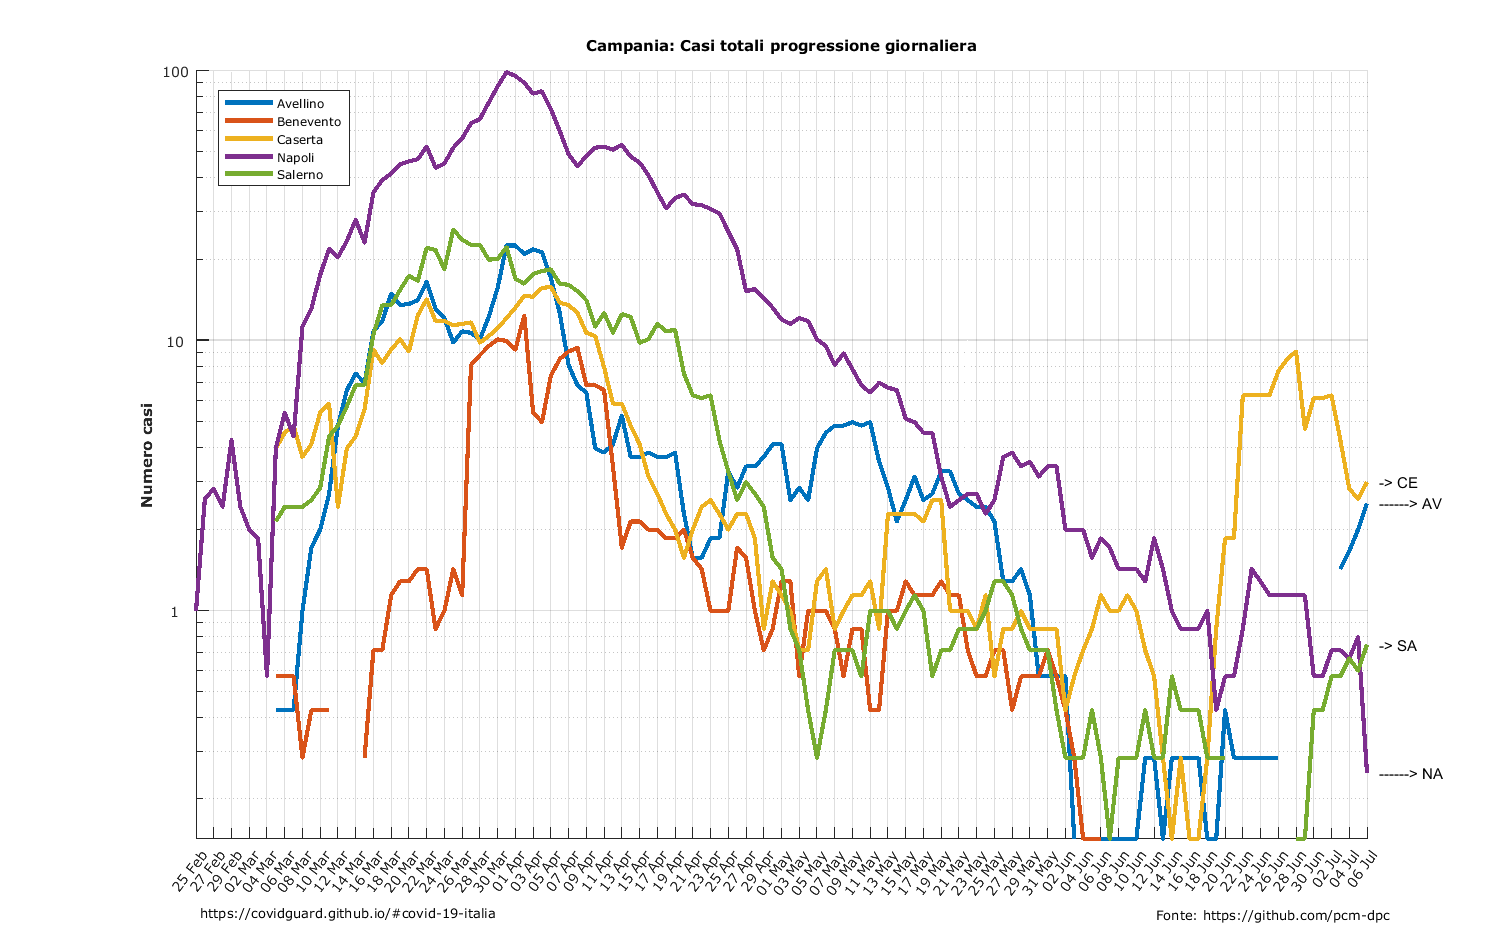 Campania: Casi totali progressione giornaliera
100
10
1
Numero casi
Avellino
Benevento
Caserta
Napoli
Salerno
-> CE
------> AV
-> SA
------> NA
25 Feb
27 Feb
29 Feb
02 Mar
04 Mar
06 Mar
08 Mar
10 Mar
12 Mar
14 Mar
16 Mar
18 Mar
20 Mar
22 Mar
24 Mar
26 Mar
28 Mar
30 Mar
01 Apr
03 Apr
05 Apr
07 Apr
09 Apr
11 Apr
13 Apr
15 Apr
17 Apr
19 Apr
21 Apr
23 Apr
25 Apr
27 Apr
29 Apr
01 May
03 May
05 May
07 May
09 May
11 May
13 May
15 May
17 May
19 May
21 May
23 May
25 May
27 May
29 May
31 May
02 Jun
04 Jun
06 Jun
08 Jun
10 Jun
12 Jun
14 Jun
16 Jun
18 Jun
20 Jun
22 Jun
24 Jun
26 Jun
28 Jun
30 Jun
02 Jul
04 Jul
06 Jul
https://covidguard.github.io/#covid-19-italia
Fonte: https://github.com/pcm-dpc